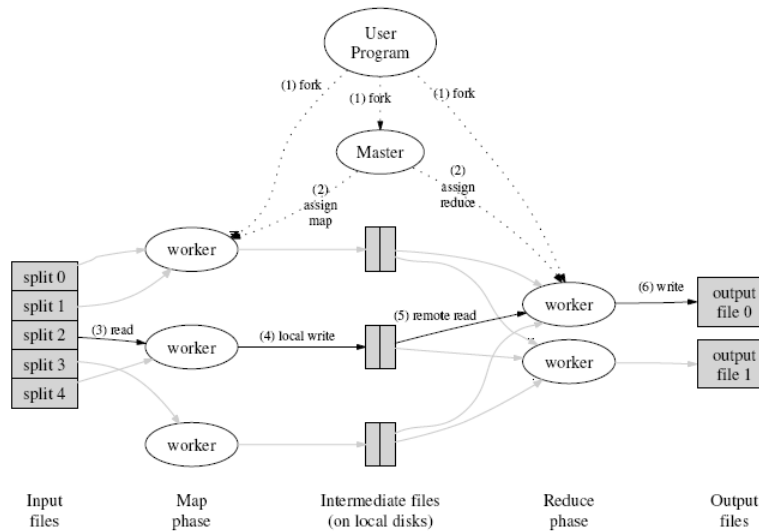 User
Program
(1) fork
(1) fork
(1) fork
Master
(2)
assign
map
(2)
assign
reduce
worker
split 0
split 1
split 2
split 3
split 4
(3) read
worker
(4) local write
(5) remote read
worker
(6) write
output
file 0
worker
output
file 1
worker
Input
files
Map
phase
Intermediate files
(on local disks)
Reduce
phase
Output
files